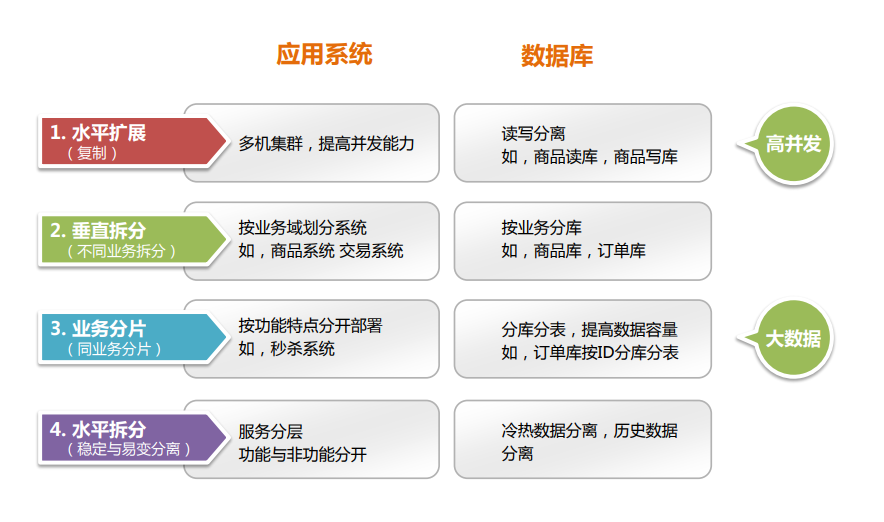 应用系统
数据库
1. 水平扩展
（复制）
多机集群，提高并发能力
读写分离
如，商品读库，商品写库
高并发
2. 垂直拆分
（不同业务拆分）
按业务域划分系统
如，商品系统 交易系统
按业务分库
如，商品库，订单库
3. 业务分片
（同业务分片）
按功能特点分开部署
如，秒杀系统
分库分表，提高数据容量
如，订单库按ID分库分表
大数据
4. 水平拆分
（稳定与易变分离）
服务分层
功能与非功能分开
冷热数据分离，历史数据
分离